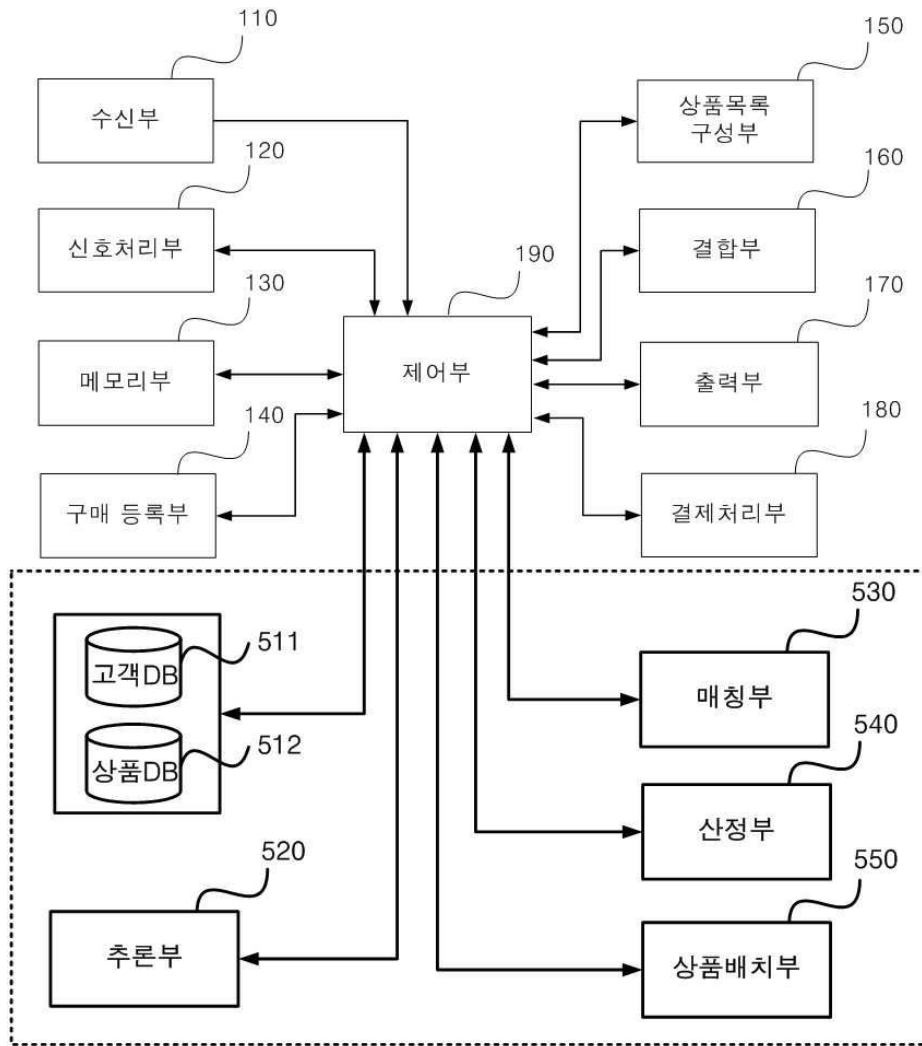 110
수신부
120
신호처리부
130
메모리부
140
구매 등록부
190
제어부
150
상품목록
구성부
160
결합부
170
출력부
180
결제처리부
고객DB
511
상품DB
512
520
추론부
530
매칭부
540
산정부
550
상품배치부